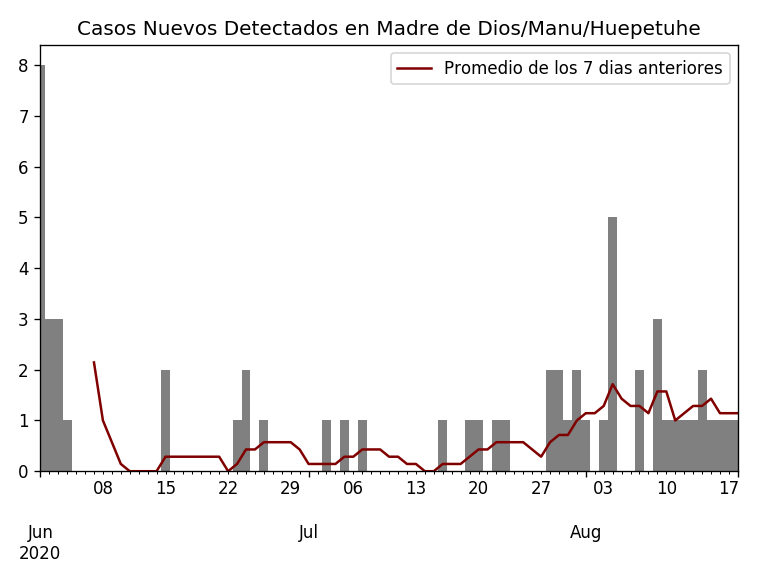 Casos Nuevos Detectados en Madre de Dios/Manu/Huepetuhe
Promedio de los 7 dias anteriores
8
7
6
5
4
3
2
1
0
08 15 22 29 06 13 20 27 03 10 17
Jun Jul Aug
2020